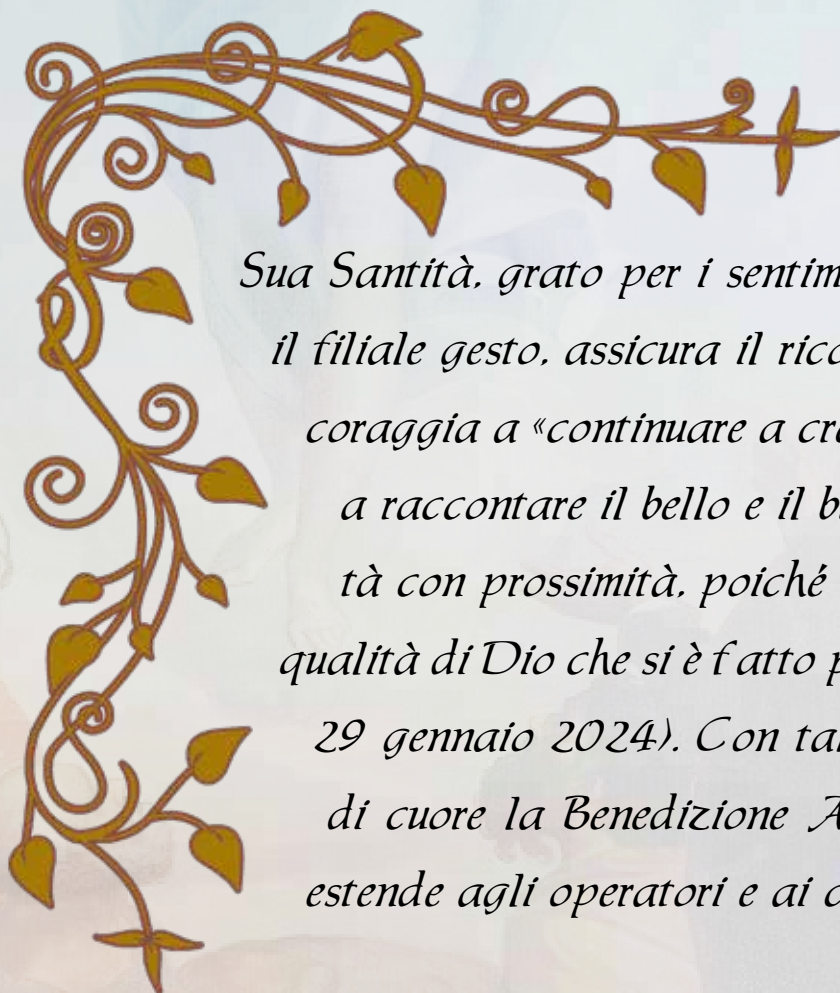 Sua Santità, grato per i sentim
il filiale gesto, assicura il rico
coraggia a «continuare a cre
a raccontare il bello e il b
tà con prossimità, poiché
qualità di Dio che si è fatto p
29 gennaio 2024). Con tal
di cuore la Benedizione A
estende agli operatori e ai c